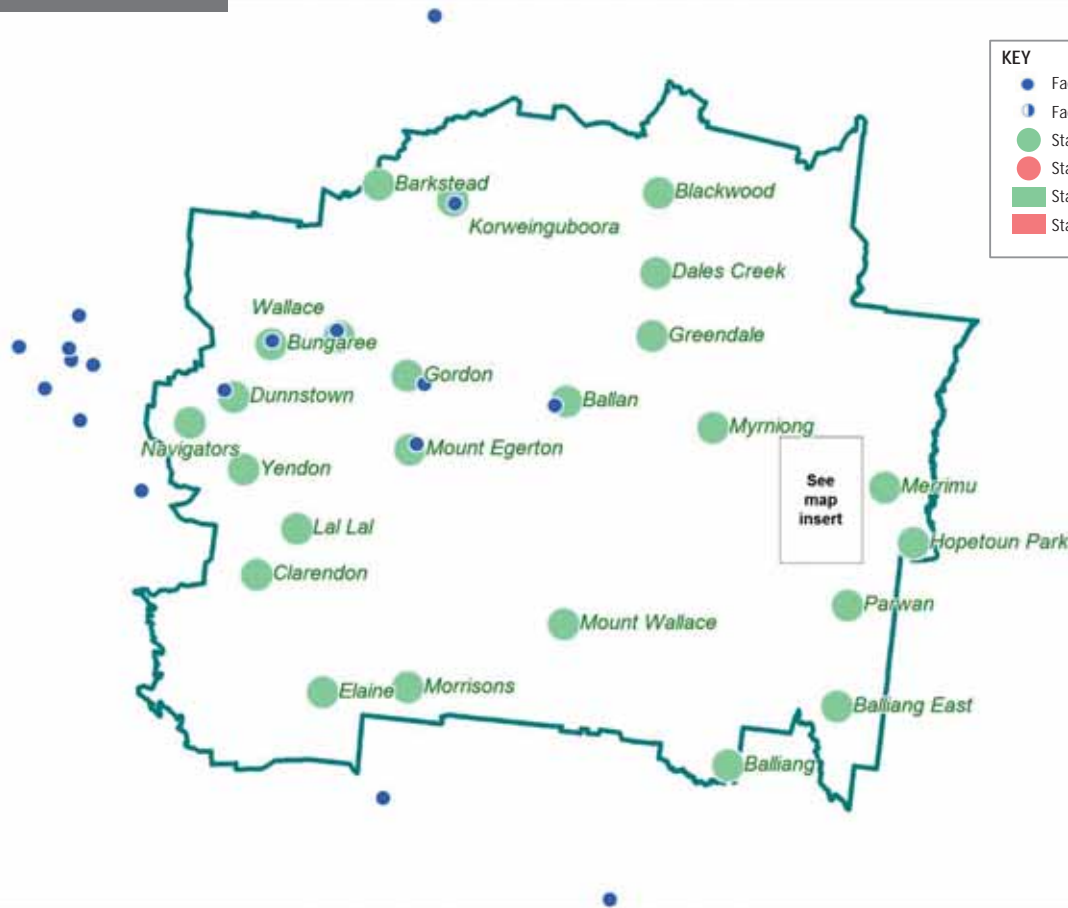 KEY
Fa
Fa
Sta
Sta
Sta
Sta
Barkstead
Korweinguboora
Blackwood
Dales Creek
Wallace
Bungaree
Greendale
Gordon
Dunnstown
Ballan
Navigators
Mount Egerton
Myrniong
Yendon
See
map
insert
Merrimu
Lal Lal
Hopetoun Park
Clarendon
Parwan
Mount Wallace
Elaine
Morrisons
Balliang East
Balliang